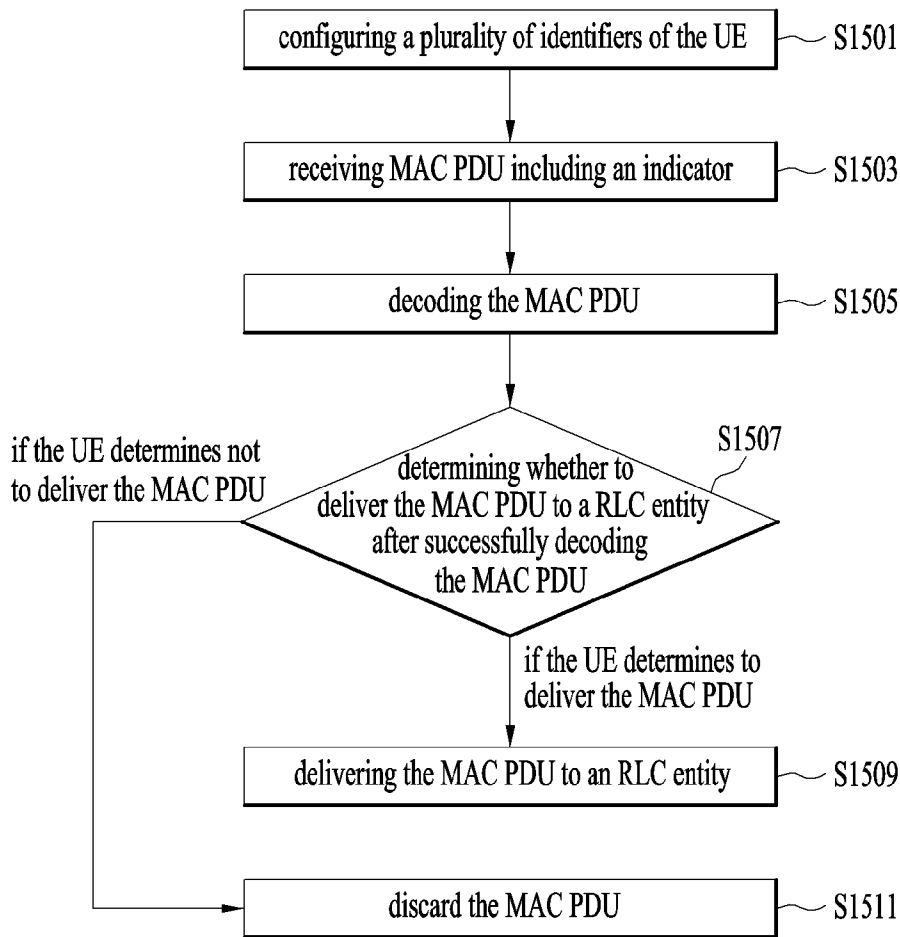 configuring a plurality of identifiers of the UE
S1501
receiving MAC PDU including an indicator
S1503
decoding the MAC PDU
S1505
if the UE determines not
to deliver the MAC PDU
S1507
determining whether to
deliver the MAC PDU to a RLC entity
after successfully decoding
the MAC PDU
if the UE determines to
deliver the MAC PDU
delivering the MAC PDU to an RLC entity
S1509
discard the MAC PDU
S1511